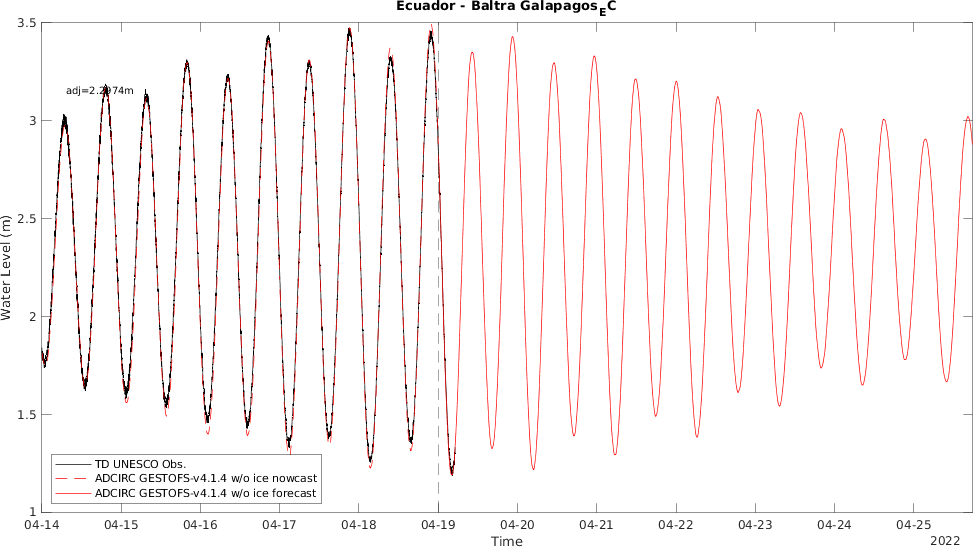 Ecuador - Baltra GalapagosEC
3.5
adj=2.2974m
3
2.5
Water Level (m)
2
1.5
TD UNESCO Obs.
ADCIRC GESTOFS-v4.1.4 w/o ice nowcast
ADCIRC GESTOFS-v4.1.4 w/o ice forecast
1
04-14 04-15 04-16 04-17 04-18 04-19 04-20 04-21 04-22 04-23 04-24 04-25
Time
2022